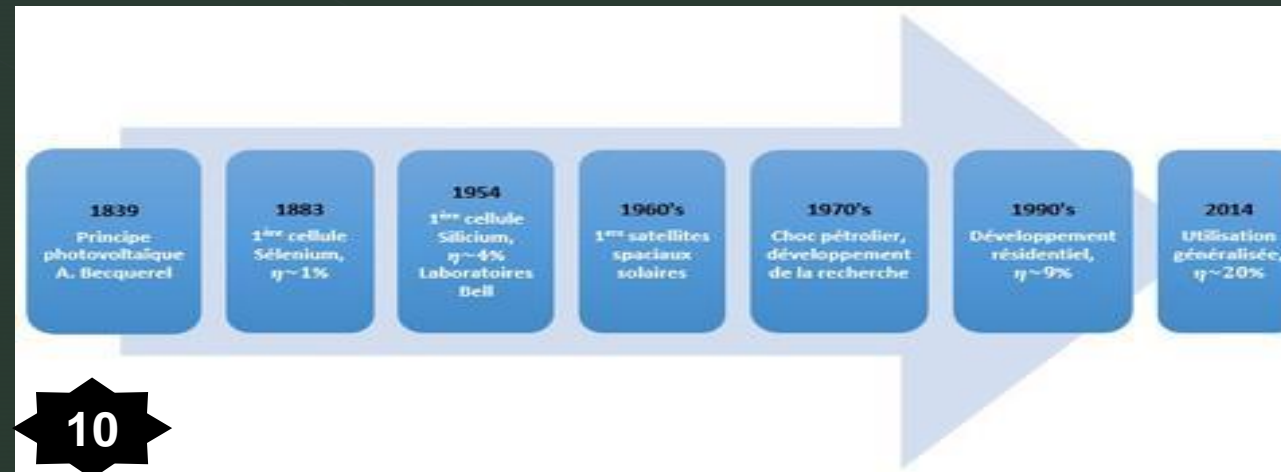 1839
Principe
photovoltaïque
A. Becquerel
1883
1ère cellule
Sélenium,
η~1%
1954
1ère cellule
Silicium,
η~4%
Laboratoires
Bell
1960's
1ers satellites
spaciaux
solaires
1970's
Choc pétrolier,
développement
de la recherche
1990's
Développement
résidentiel,
η~9%
2014
Utilisation
généralisée,
η~20%
10